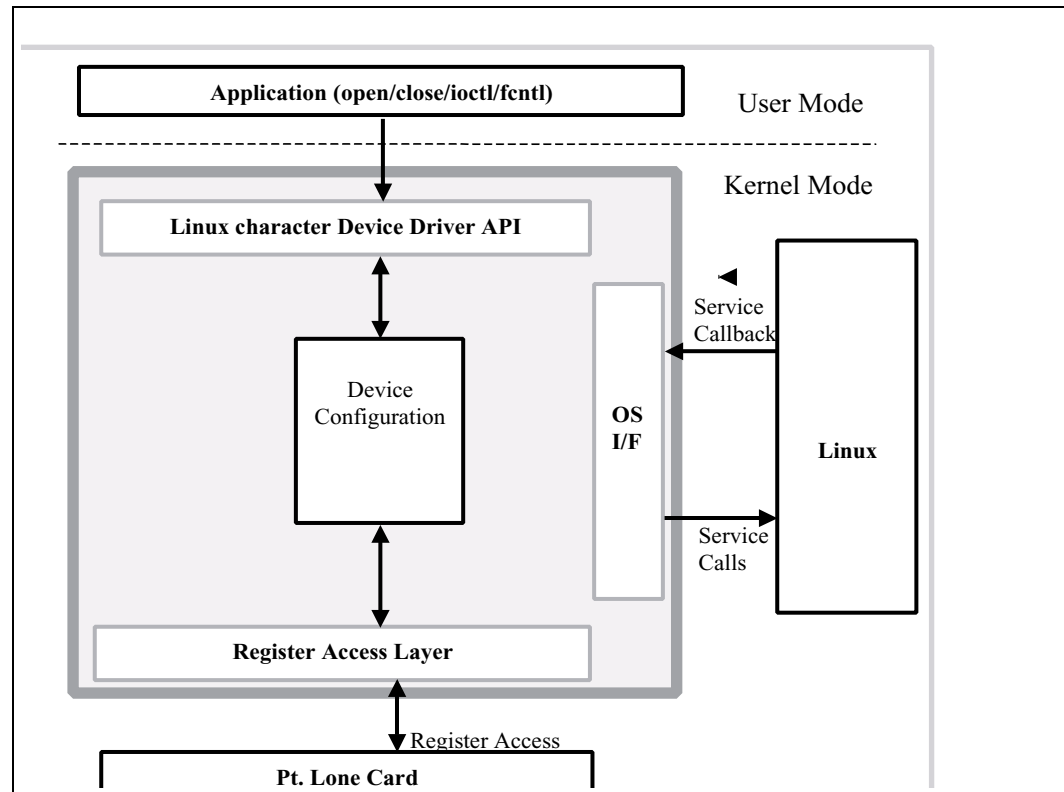 Application (open/close/ioctl/fcntl)
User Mode
Kernel Mode
Linux character Device Driver API
Service
Callback
Device
Configuration
OS
I/F
Linux
Service
Calls
Register Access Layer
Register Access
Pt. Lone Card